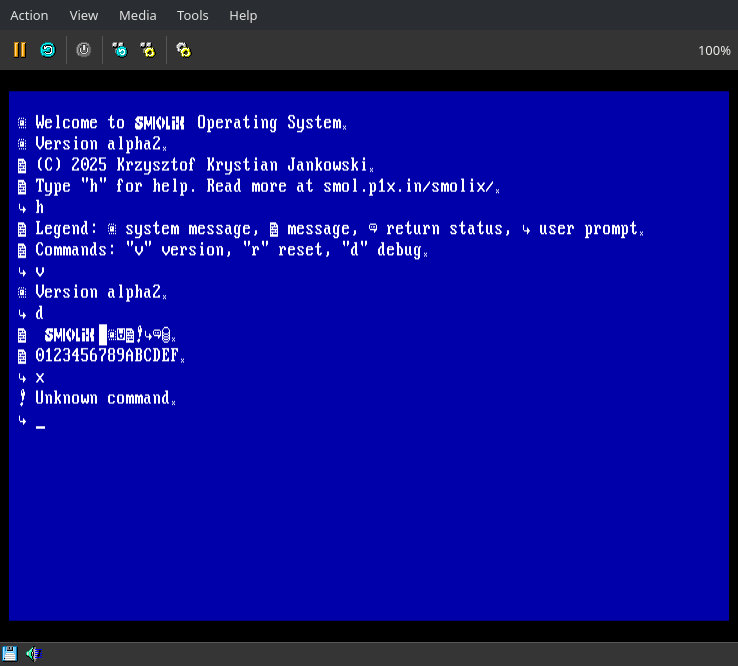 Action View Media Tools Help
100%
Welcome to SMOLiX Operating System.
Version alpha2.
(C) 2025 Krzysztof Krystian Jankowski.
Type "h" for help. Read more at smol.p1x.in/smolix/.
h
Legend: system message, message, return status, user prompt.
Commands: "v" version, "r" reset, "d" debug.
v
Version alpha2.
d
SMOLiX
0123456789ABCDEF.
x
! Unknown command.
_